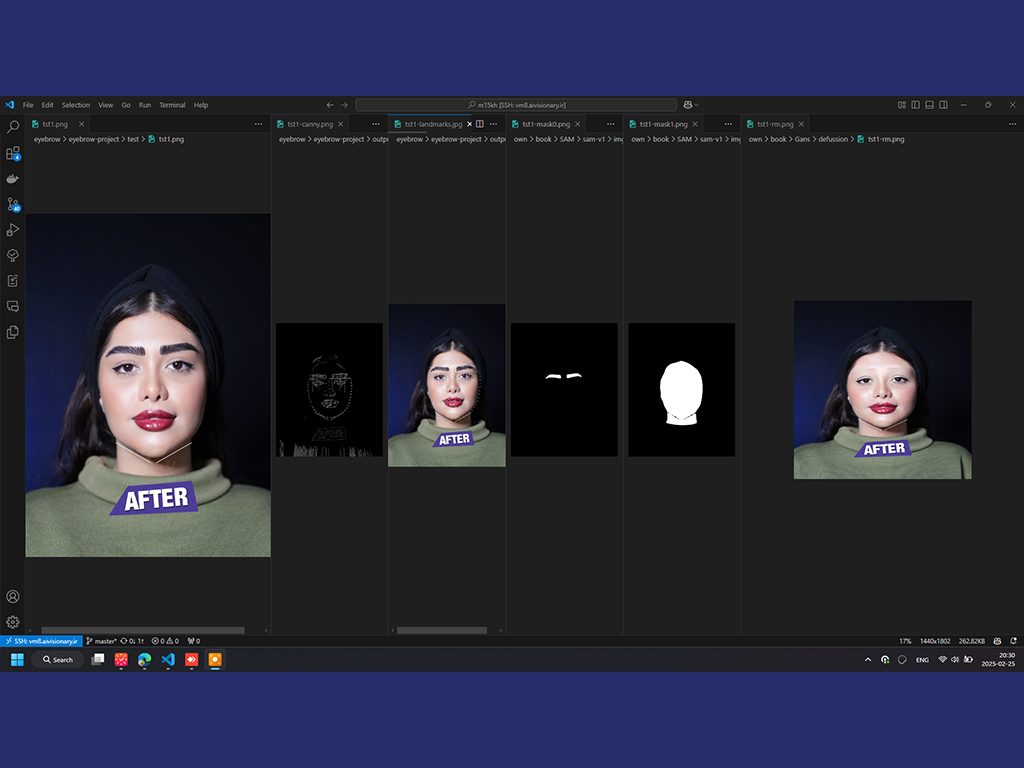 File Edit Selection View Go Run Terminal Help
m15kh [SSH: vm8.aivisionary.ir]
tst1.png
tst1-canny.png
tst1-landmarks.jpg
tst1-mask0.png
tst1-mask1.png
tst1-rm.png
eyebrow > eyebrow-project > test > tst1.png
eyebrow > eyebrow-project > outp
eyebrow > eyebrow-project > outp
own > book > SAM > sam-v1 > img
own > book > SAM > sam-v1 > img
own > book > Gans > defussion > tst1-rm.png
AFTER
AFTER
AFTER
SSH: vm8.aivisionary.ir
master*
0↓ 1↑
0
0
0
17%
1440x1802
262.82KB
Search
ENG
20:30
2025-02-25